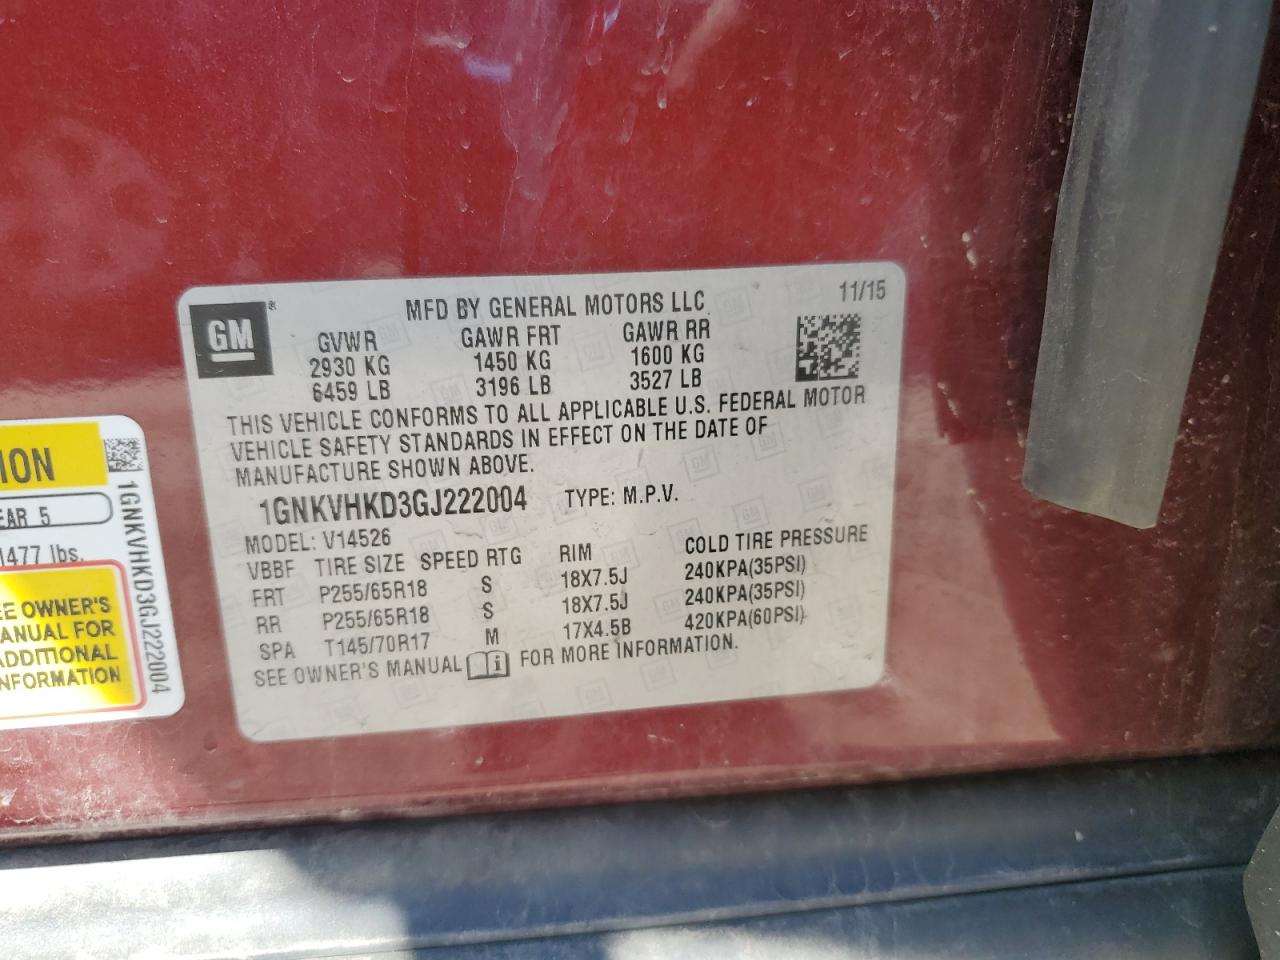 GM
MFD BY GENERAL MOTORS LLC
11/15
GVWR GAWR FRT GAWR RR
2930 KG 1450 KG 1600 KG
6459 LB 3196 LB 3527 LB
THIS VEHICLE CONFORMS TO ALL APPLICABLE U.S. FEDERAL MOTOR
VEHICLE SAFETY STANDARDS IN EFFECT ON THE DATE OF
MANUFACTURE SHOWN ABOVE.
1GNKVHKD3GJ222004 TYPE: M.P.V.
MODEL: V14526
VBBF TIRE SIZE SPEED RTG RIM COLD TIRE PRESSURE
FRT P255/65R18 S 18X7.5J 240KPA(35PSI)
RR P255/65R18 S 18X7.5J 240KPA(35PSI)
SPA T145/70R17 M 17X4.5B 420KPA(60PSI)
SEE OWNER'S MANUAL FOR MORE INFORMATION.
ION
EAR 5
1477 lbs.
EE OWNER'S
ANUAL FOR
ADDITIONAL
NFORMATION
1GNKVHKD3GJ222004